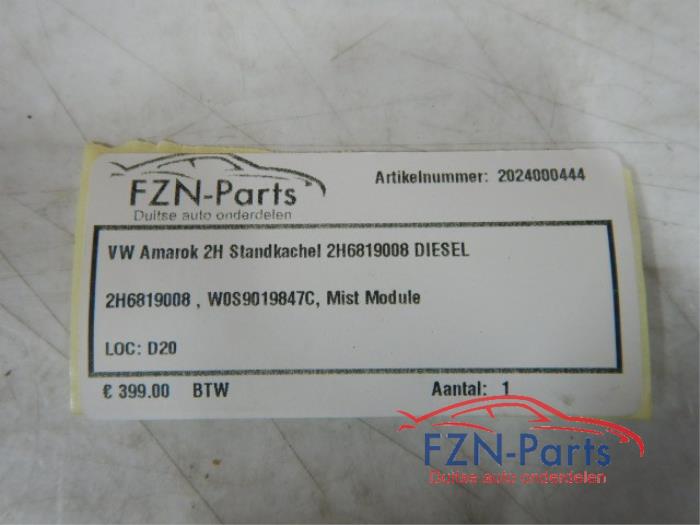 FZN-Parts
Duitse auto onderdelen
Artikelnummer: 2024000444
VW Amarok 2H Standkachel 2H6819008 DIESEL
2H6819008 , W0S9019847C, Mist Module
LOC: D20
€ 399.00 BTW Aantal: 1
FZN-Parts
Duitse auto onderdelen